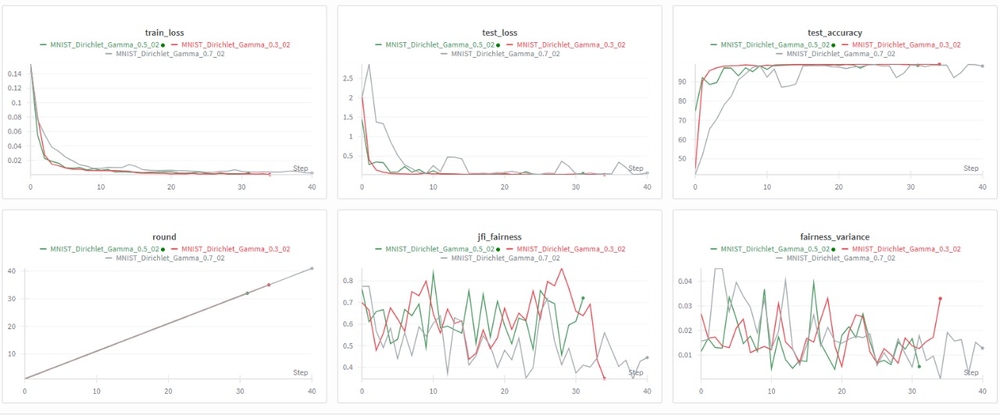 train_loss
MNIST_Dirichlet_Gamma_0.5_02 MNIST_Dirichlet_Gamma_0.3_02
MNIST_Dirichlet_Gamma_0.7_02
0.14
0.12
0.1
0.08
0.06
0.04
0.02
Step
0 10 20 30 40
test_loss
MNIST_Dirichlet_Gamma_0.5_02 MNIST_Dirichlet_Gamma_0.3_02
MNIST_Dirichlet_Gamma_0.7_02
2.5
2
1.5
1
0.5
Step
0 10 20 30 40
test_accuracy
MNIST_Dirichlet_Gamma_0.5_02 MNIST_Dirichlet_Gamma_0.3_02
MNIST_Dirichlet_Gamma_0.7_02
90
80
70
60
50
Step
0 10 20 30 40
round
MNIST_Dirichlet_Gamma_0.5_02 MNIST_Dirichlet_Gamma_0.3_02
MNIST_Dirichlet_Gamma_0.7_02
40
30
20
10
Step
0 10 20 30 40
jfi_fairness
MNIST_Dirichlet_Gamma_0.5_02 MNIST_Dirichlet_Gamma_0.3_02
MNIST_Dirichlet_Gamma_0.7_02
0.8
0.7
0.6
0.5
0.4
Step
0 10 20 30 40
fairness_variance
MNIST_Dirichlet_Gamma_0.5_02 MNIST_Dirichlet_Gamma_0.3_02
MNIST_Dirichlet_Gamma_0.7_02
0.04
0.03
0.02
0.01
Step
0 10 20 30 40